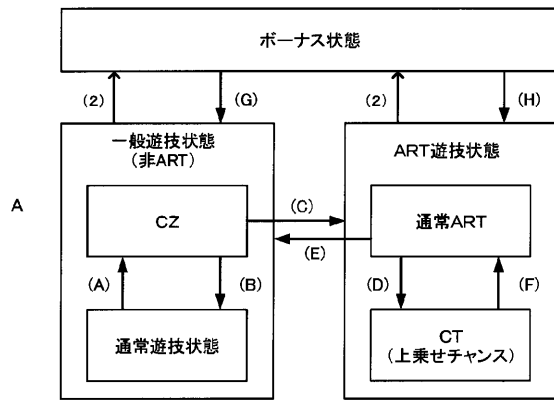 ボーナス状態
(2)
(G)
(2)
(H)
一般遊技状態
(非ART)
ART遊技状態
A
CZ
(C)
通常ART
(E)
(A)
(B)
(D)
(F)
通常遊技状態
CT
(上乗せチャンス)